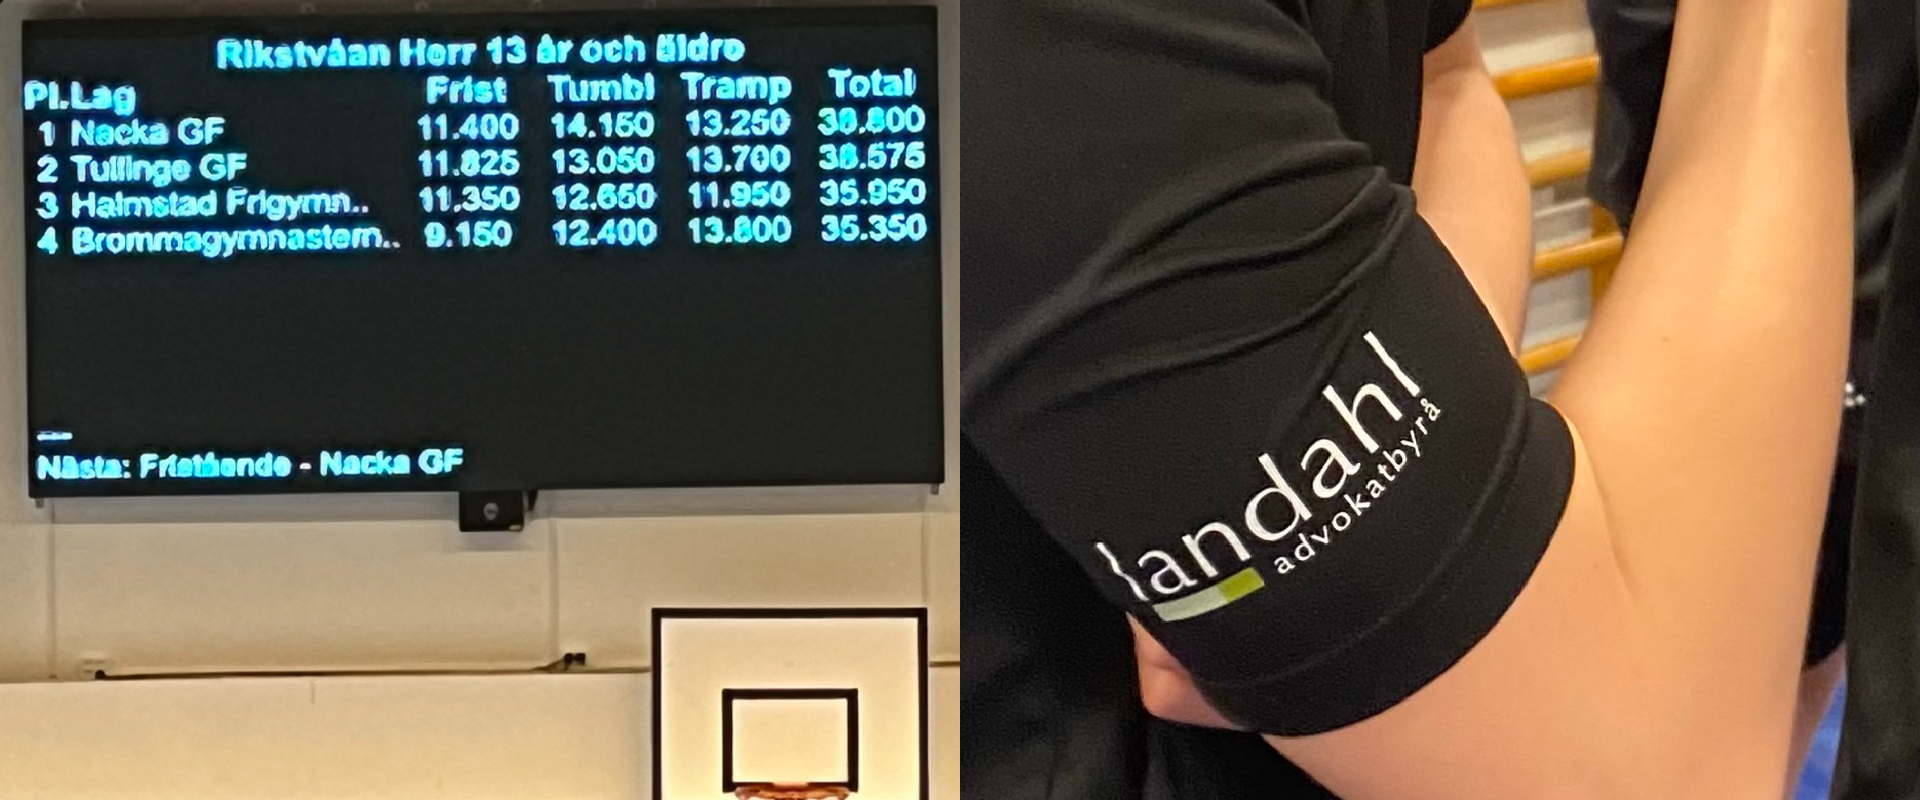 Rikstvåan Herr 13 år och äldre
Pl.Lag Frist Tumbl Tramp Total
1 Nacka GF 11.400 14.150 13.250 38.800
2 Tullinge GF 11.825 13.050 13.700 38.575
3 Halmstad Frigymn.. 11.350 12.650 11.950 35.950
4 Brommagymnastern.. 9.150 12.400 13.800 35.350
Nästa: Fristående - Nacka GF
landahl
advokatbyrå